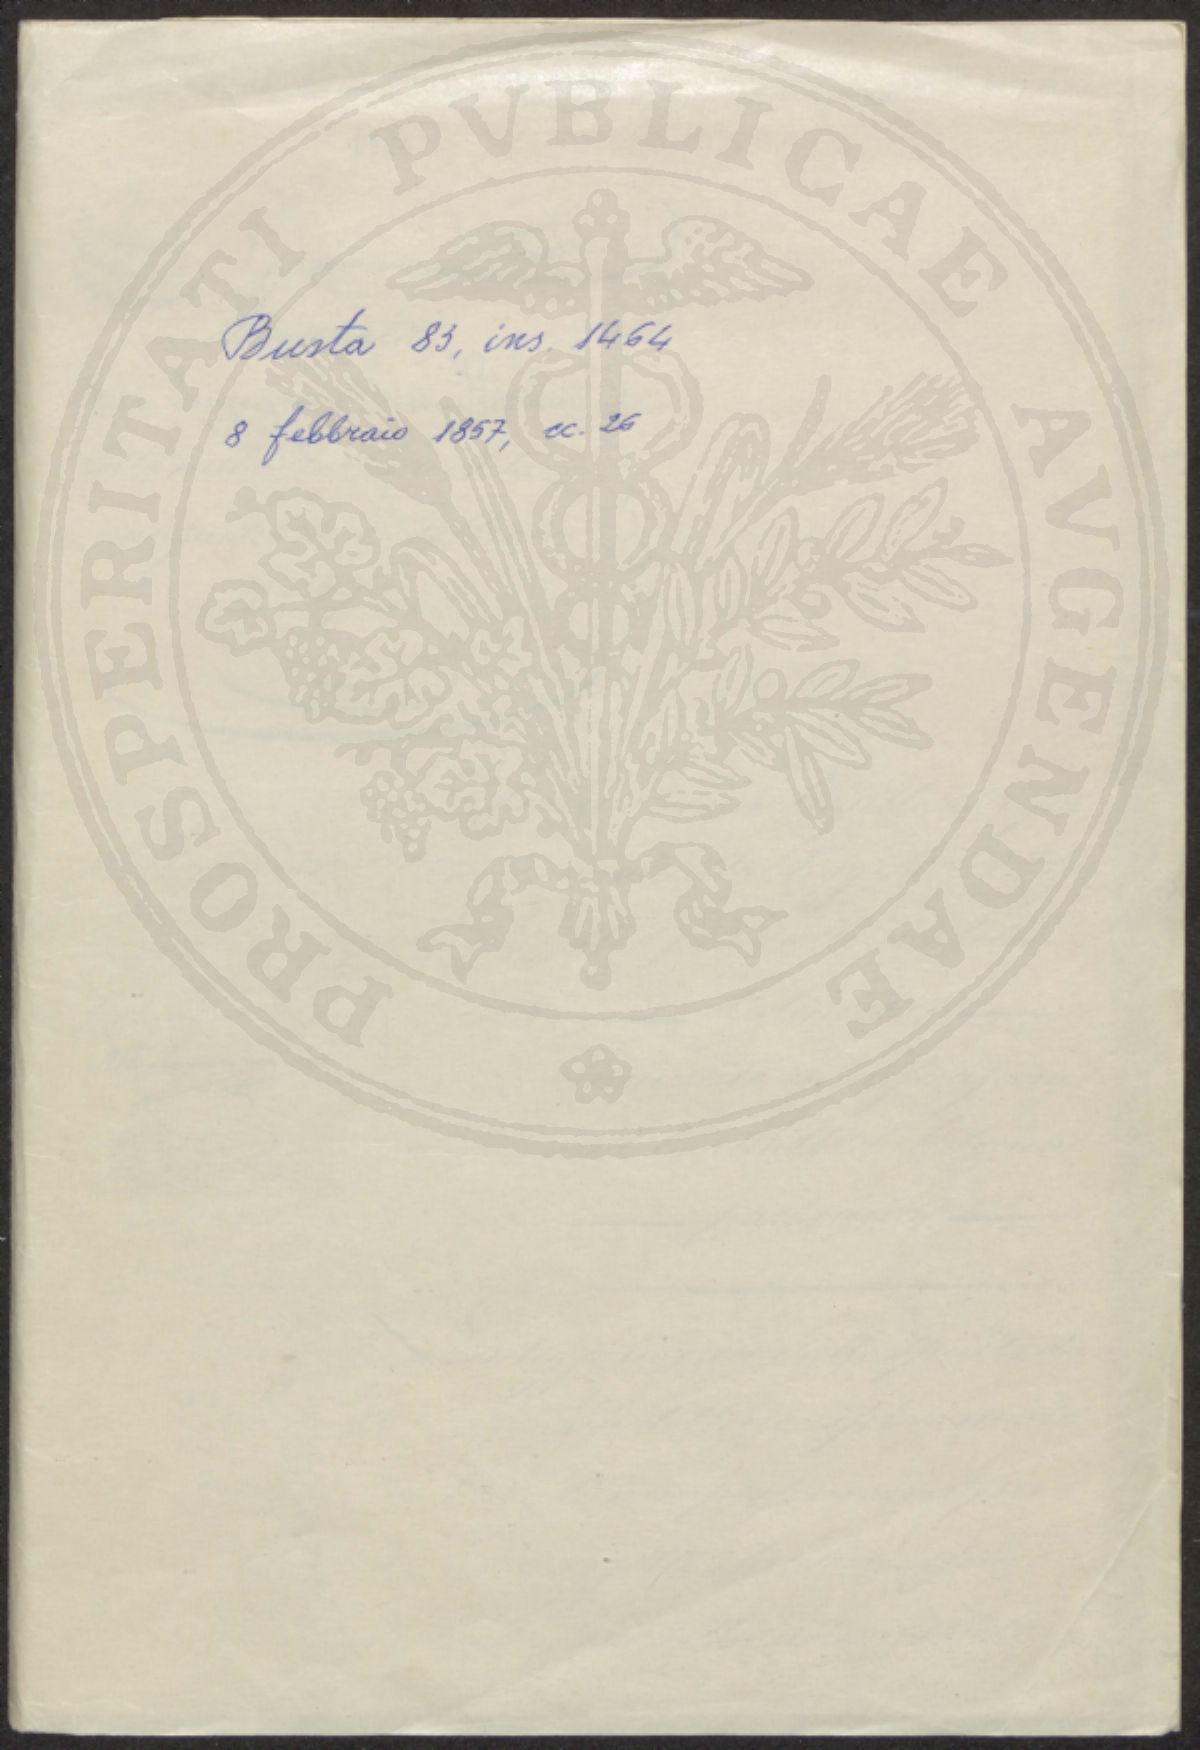 PROSPERITATI PVBLICAE AVGENDAE
Busta 83, ins. 1464
8 febbraio 1857, cc. 26